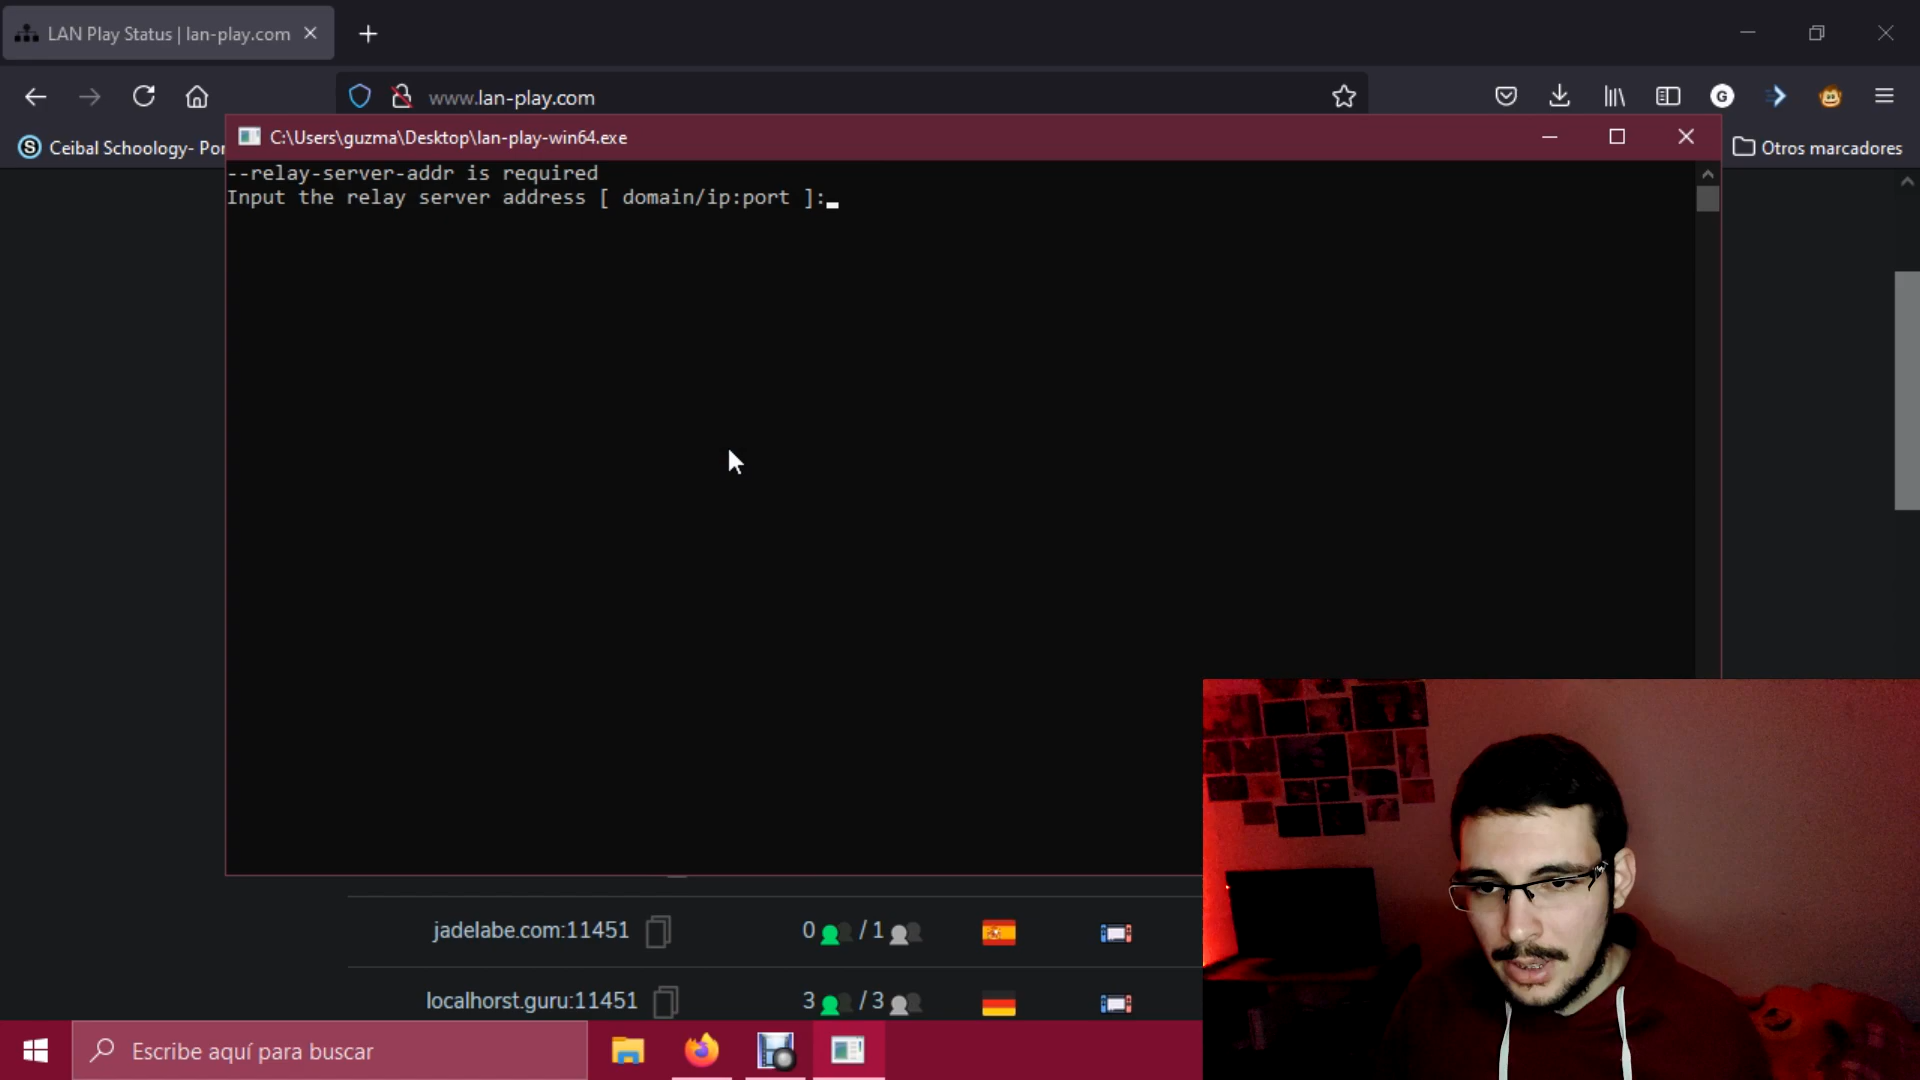 LAN Play Status | lan-play.com
www.lan-play.com
Ceibal Schoology- Por
Otros marcadores
C:\Users\guzma\Desktop\lan-play-win64.exe
--relay-server-addr is required
Input the relay server address [ domain/ip:port ]:
jadelabe.com:11451 0 / 1
localhorst.guru:11451 3 / 3
Escribe aquí para buscar